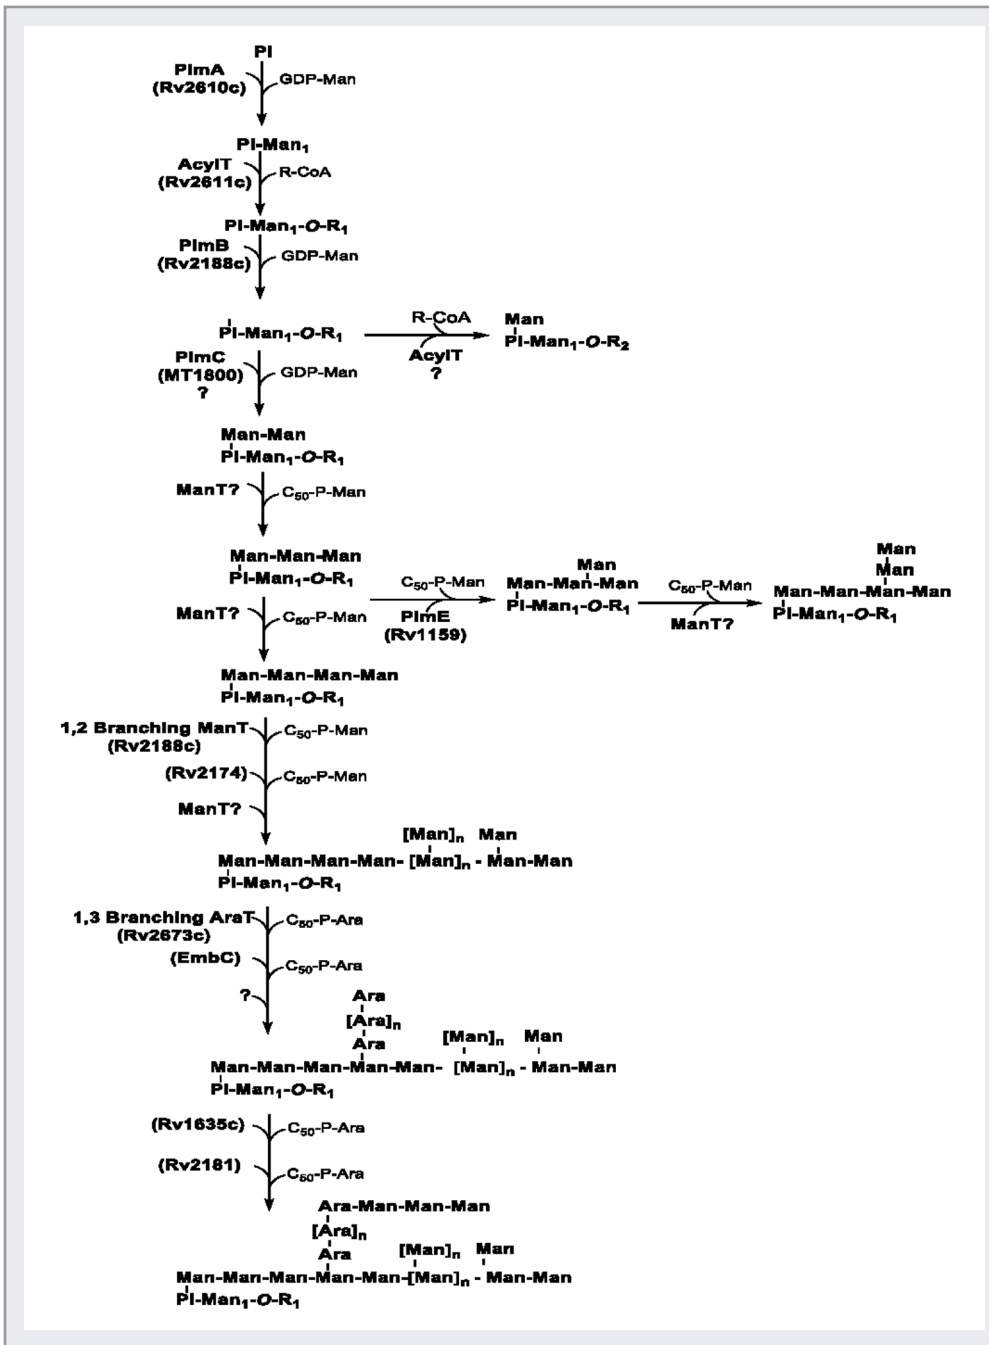 PI
PImA
(Rv2610c)
GDP-Man
PI-Man₁
AcylT
(Rv2611c)
R-CoA
PI-Man₁-O-R₁
PImB
(Rv2188c)
GDP-Man
PI-Man₁-O-R₁
R-CoA
AcylT
?
Man
PI-Man₁-O-R₂
PImC
(MT1800)
?
GDP-Man
Man-Man
PI-Man₁-O-R₁
ManT?
C₅₀-P-Man
Man-Man-Man
PI-Man₁-O-R₁
C₅₀-P-Man
PImE
(Rv1159)
Man
Man-Man-Man
PI-Man₁-O-R₁
C₅₀-P-Man
ManT?
Man
Man
Man-Man-Man-Man
PI-Man₁-O-R₁
ManT?
C₅₀-P-Man
Man-Man-Man-Man
PI-Man₁-O-R₁
1,2 Branching ManT
(Rv2188c)
C₅₀-P-Man
(Rv2174)
C₅₀-P-Man
ManT?
[Man]ₙ Man
Man-Man-Man-Man- [Man]ₙ - Man-Man
PI-Man₁-O-R₁
1,3 Branching AraT
(Rv2673c)
C₅₀-P-Ara
(EmbC)
C₅₀-P-Ara
?
Ara
[Ara]ₙ
Ara
[Man]ₙ Man
Man-Man-Man-Man-Man- [Man]ₙ - Man-Man
PI-Man₁-O-R₁
(Rv1635c)
C₅₀-P-Ara
(Rv2181)
C₅₀-P-Ara
Ara-Man-Man-Man
[Ara]ₙ
Ara
[Man]ₙ Man
Man-Man-Man-Man-Man-[Man]ₙ - Man-Man
PI-Man₁-O-R₁